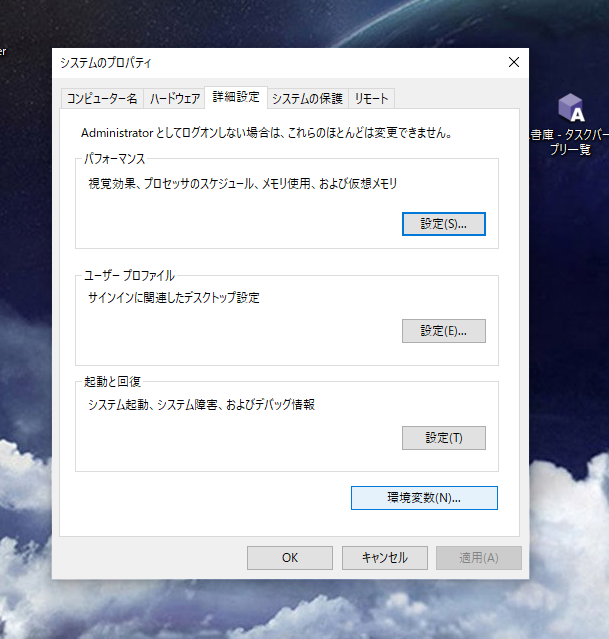 er
システムのプロパティ
コンピューター名
ハードウェア
詳細設定
システムの保護
リモート
Administrator としてログオンしない場合は、これらのほとんどは変更できません。
パフォーマンス
視覚効果、プロセッサのスケジュール、メモリ使用、および仮想メモリ
設定(S)...
ユーザー プロファイル
サインインに関連したデスクトップ設定
設定(E)...
起動と回復
システム起動、システム障害、およびデバッグ情報
設定(T)
環境変数(N)...
OK
キャンセル
適用(A)
A
書庫 - タスクバー
プリ一覧